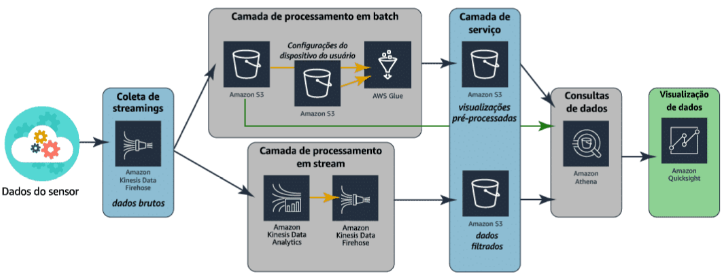 Dados do sensor
Coleta de
streamings
Amazon
Kinesis Data
Firehose
dados brutos
Camada de processamento em batch
Configurações do
dispositivo do usuário
Amazon S3
Amazon S3
AWS Glue
Camada de processamento
em stream
Amazon
Kinesis Data
Analytics
Amazon
Kinesis Data
Firehose
Camada de
serviço
Amazon S3
visualizações
pré-processadas
Amazon S3
dados
filtrados
Consultas
de dados
Amazon
Athena
Visualização
de dados
Amazon
Quicksight